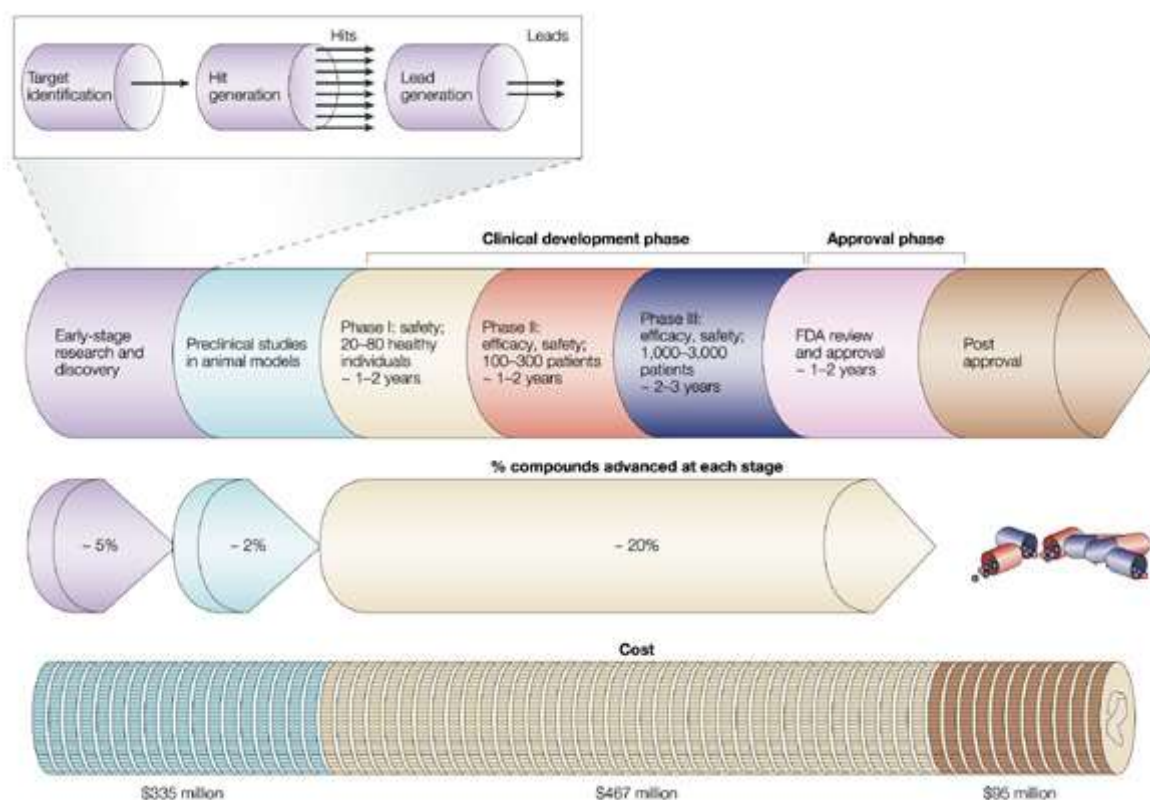 Hits
Leads
Target
identification
Hit
generation
Lead
generation
Clinical development phase
Approval phase
Early-stage
research and
discovery
Preclinical studies
in animal models
Phase I: safety;
20–80 healthy
individuals
~ 1–2 years
Phase II:
efficacy, safety;
100–300 patients
~ 1–2 years
Phase III:
efficacy, safety;
1,000–3,000
patients
~ 2–3 years
FDA review
and approval
~ 1–2 years
Post
approval
% compounds advanced at each stage
~ 5%
~ 2%
~ 20%
Cost
$335 million
$467 million
$95 million